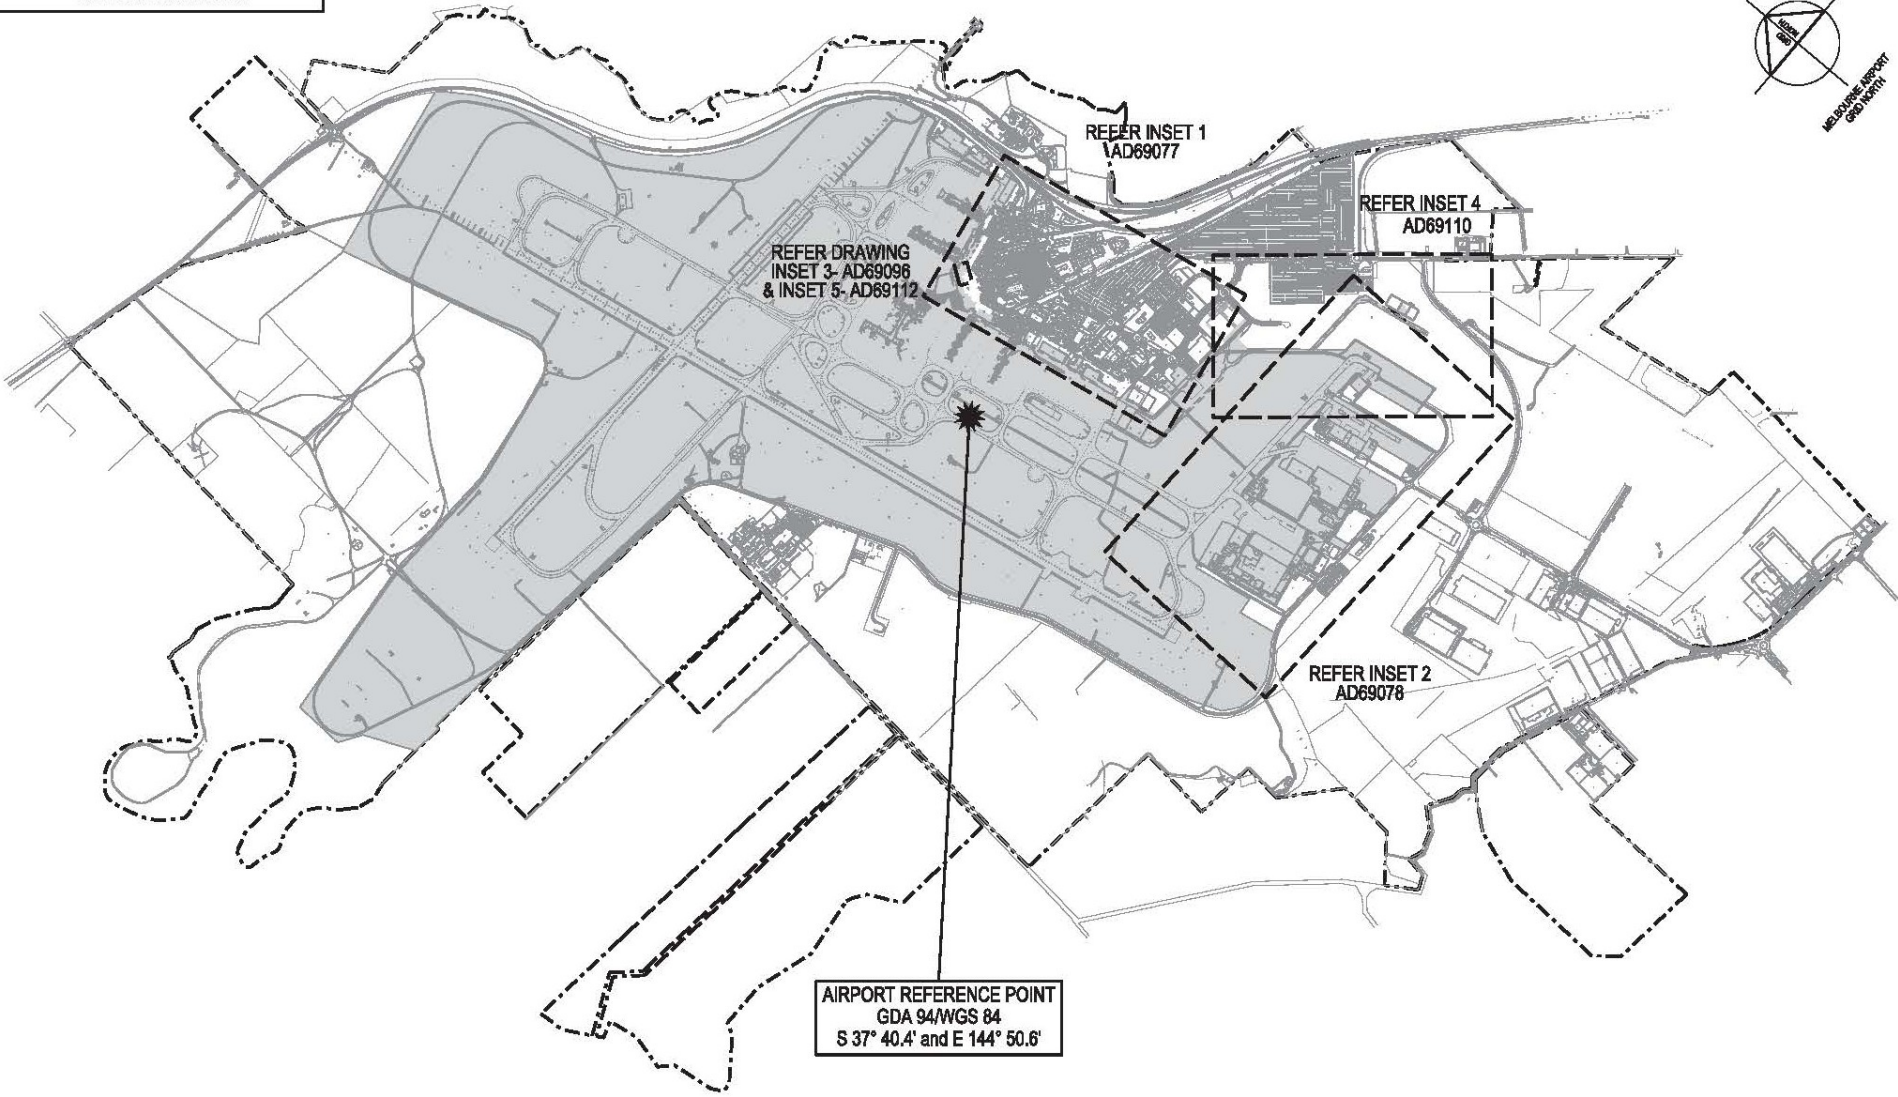 REFER INSET 1
AD69077
REFER INSET 4
AD69110
REFER DRAWING
INSET 3- AD69096
& INSET 5- AD69112
REFER INSET 2
AD69078
AIRPORT REFERENCE POINT
GDA 94/WGS 84
S 37° 40.4' and E 144° 50.6'
MELBOURNE AIRPORT
GRID NORTH